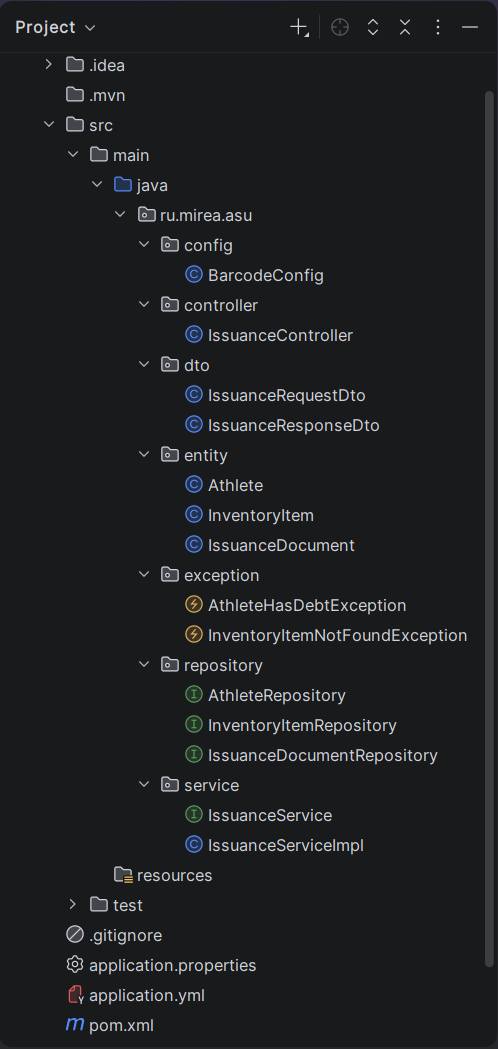 Project
.idea
.mvn
src
main
java
ru.mirea.asu
config
BarcodeConfig
controller
IssuanceController
dto
IssuanceRequestDto
IssuanceResponseDto
entity
Athlete
InventoryItem
IssuanceDocument
exception
AthleteHasDebtException
InventoryItemNotFoundException
repository
AthleteRepository
InventoryItemRepository
IssuanceDocumentRepository
service
IssuanceService
IssuanceServiceImpl
resources
test
.gitignore
application.properties
application.yml
pom.xml